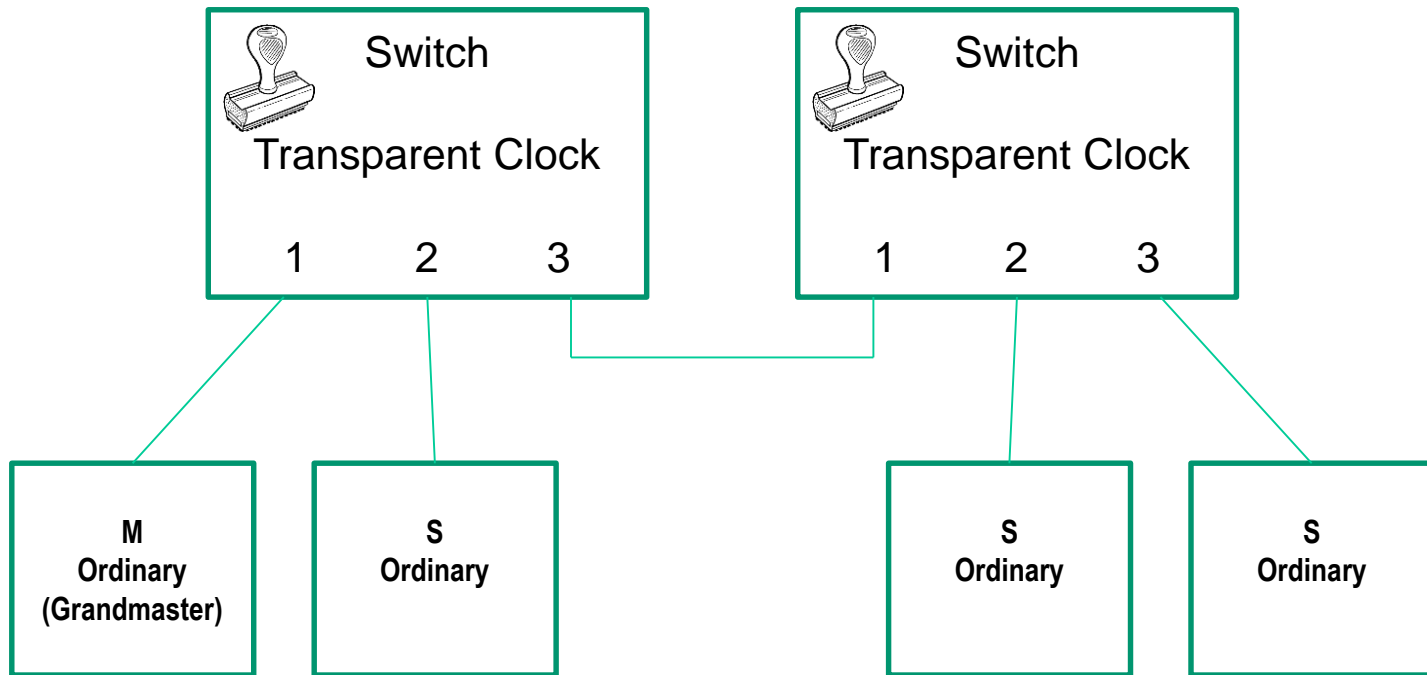 Switch
Transparent Clock
1 2 3
Switch
Transparent Clock
1 2 3
M
Ordinary
(Grandmaster)
S
Ordinary
S
Ordinary
S
Ordinary